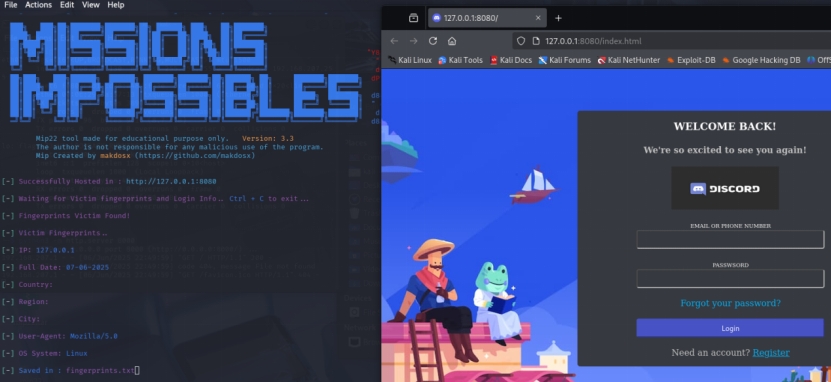 File Actions Edit View Help
MISSIONS
IMPOSSIBLES
Mip22 tool made for educational purpose only. Version: 3.3
The author is not responsible for any malicious use of the program.
Mip Created by makdosx (https://github.com/makdosx)
[~] Successfully Hosted in : http://127.0.0.1:8080
[~] Waiting for Victim Fingerprints and Login Info.. Ctrl + C to exit...
[~] Fingerprints Victim Found!
[~] Victim Fingerprints..
[~] IP: 127.0.0.1
[~] Full Date: 07-06-2025
[~] Country:
[~] Region:
[~] City:
[~] User-Agent: Mozilla/5.0
[~] OS System: Linux
[~] Saved in : fingerprints.txt
127.0.0.1:8080/
127.0.0.1:8080/index.html
Kali Linux Kali Tools Kali Docs Kali Forums Kali NetHunter Exploit-DB Google Hacking DB OffS
WELCOME BACK!
We're so excited to see you again!
DISCORD
EMAIL OR PHONE NUMBER
PASSWSORD
Forgot your password?
Login
Need an account? Register